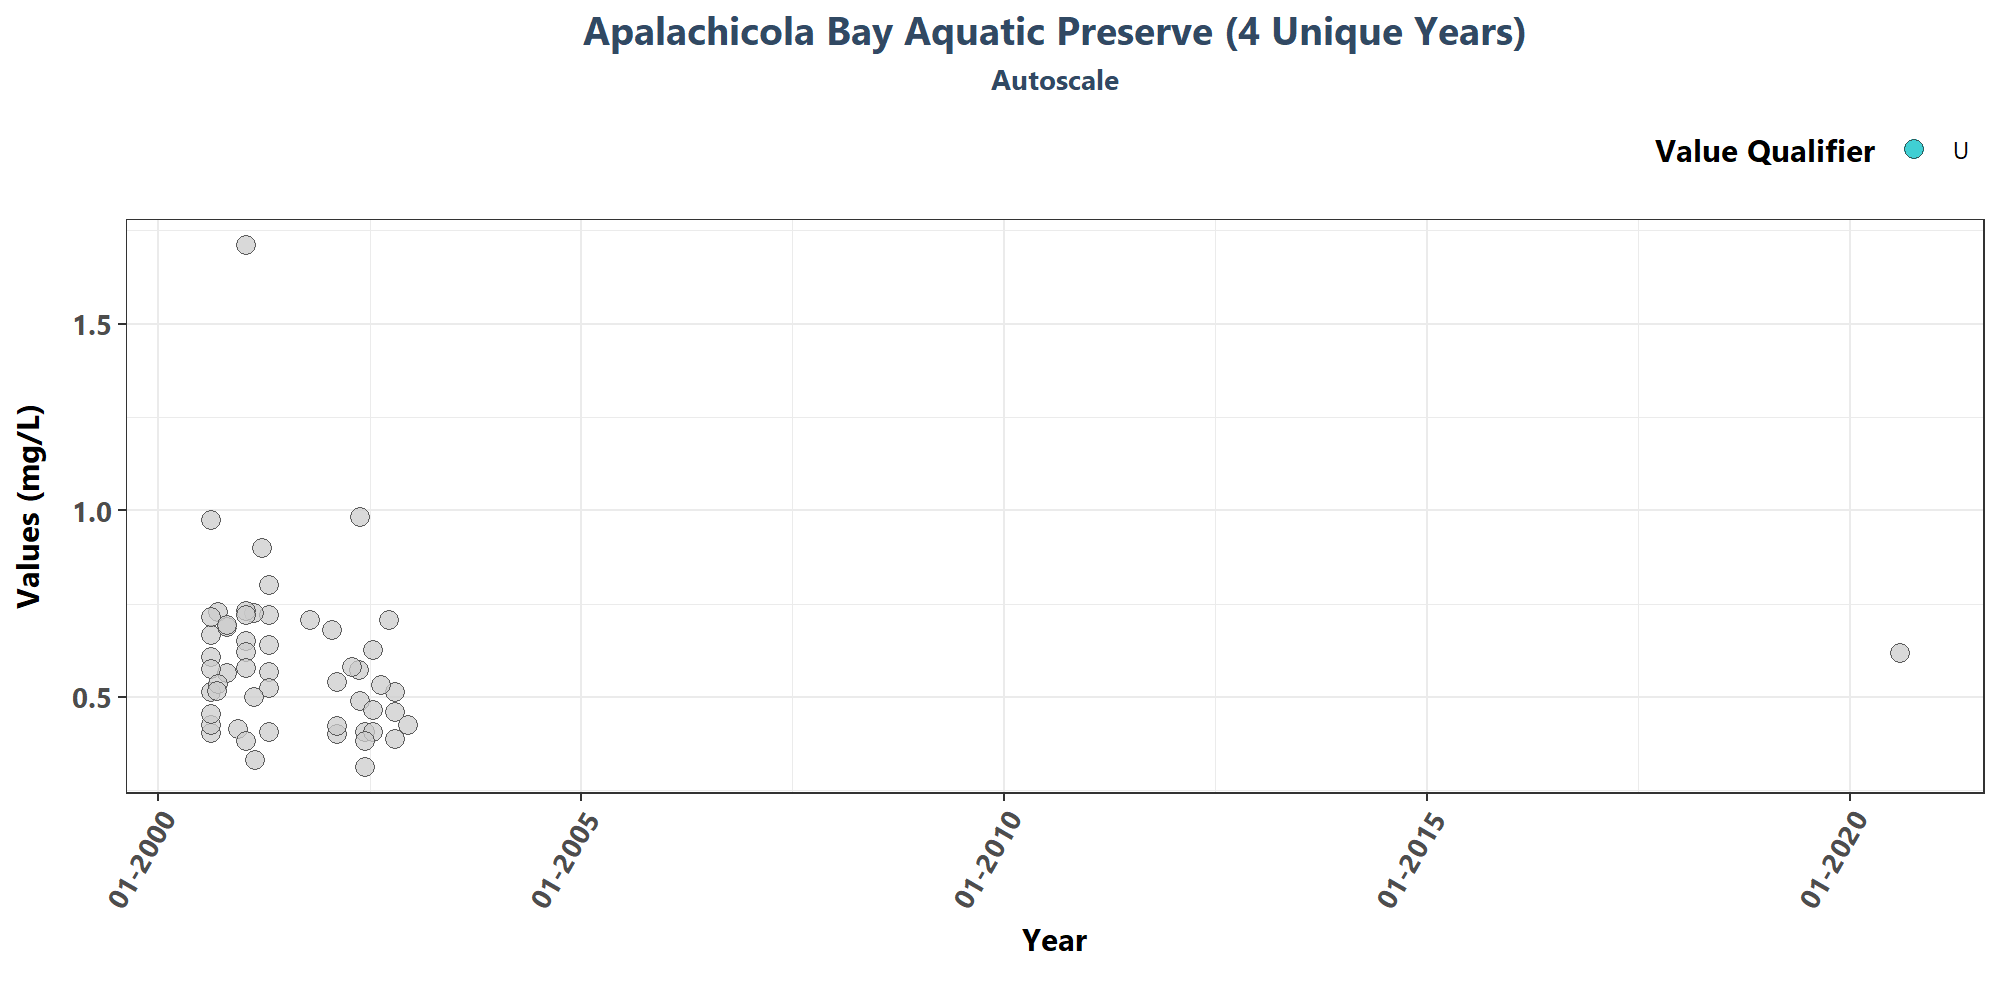 Apalachicola Bay Aquatic Preserve (4 Unique Years)
Autoscale
Value Qualifier U
Values (mg/L)
1.5
1.0
0.5
01-2000 01-2005 01-2010 01-2015 01-2020
Year